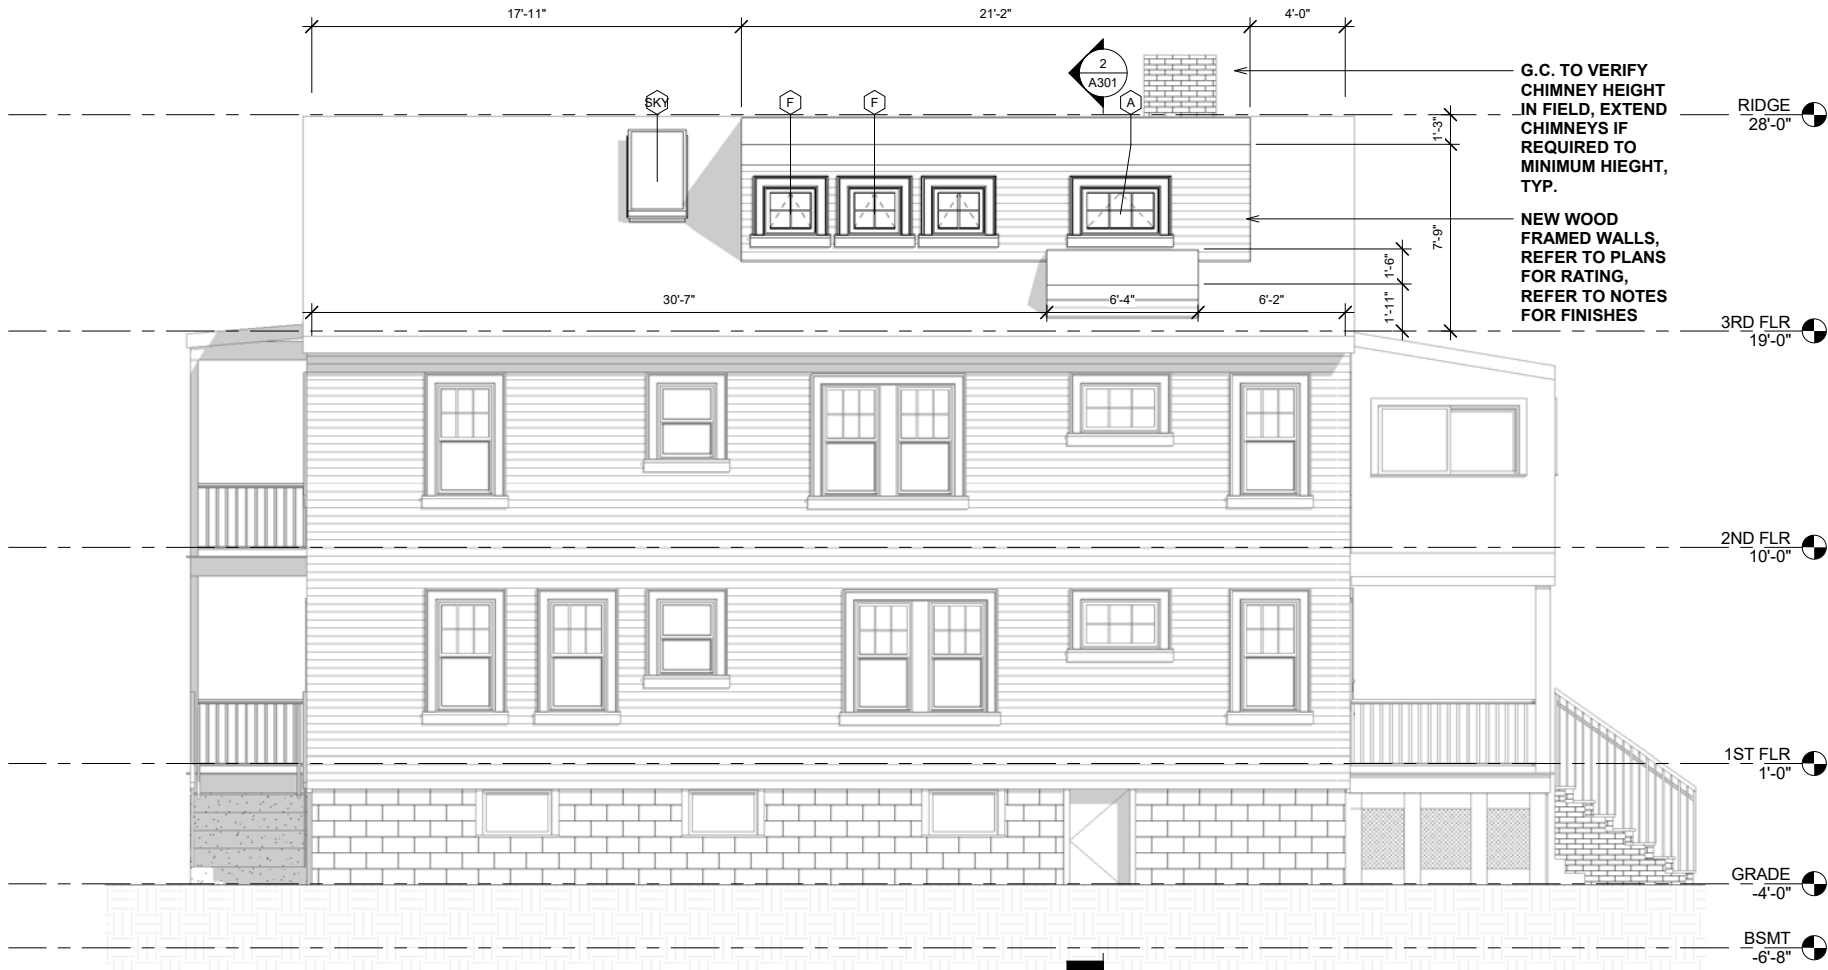 17'-11"
21'-2"
4'-0"
2
A301
SKY
F
F
A
G.C. TO VERIFY
CHIMNEY HEIGHT
IN FIELD, EXTEND
CHIMNEYS IF
REQUIRED TO
MINIMUM HIEGHT,
TYP.
RIDGE
28'-0"
1'-3"
NEW WOOD
FRAMED WALLS,
REFER TO PLANS
FOR RATING,
REFER TO NOTES
FOR FINISHES
7'-9"
1'-6"
1'-11"
30'-7"
6'-4"
6'-2"
3RD FLR
19'-0"
2ND FLR
10'-0"
1ST FLR
1'-0"
GRADE
-4'-0"
BSMT
-6'-8"